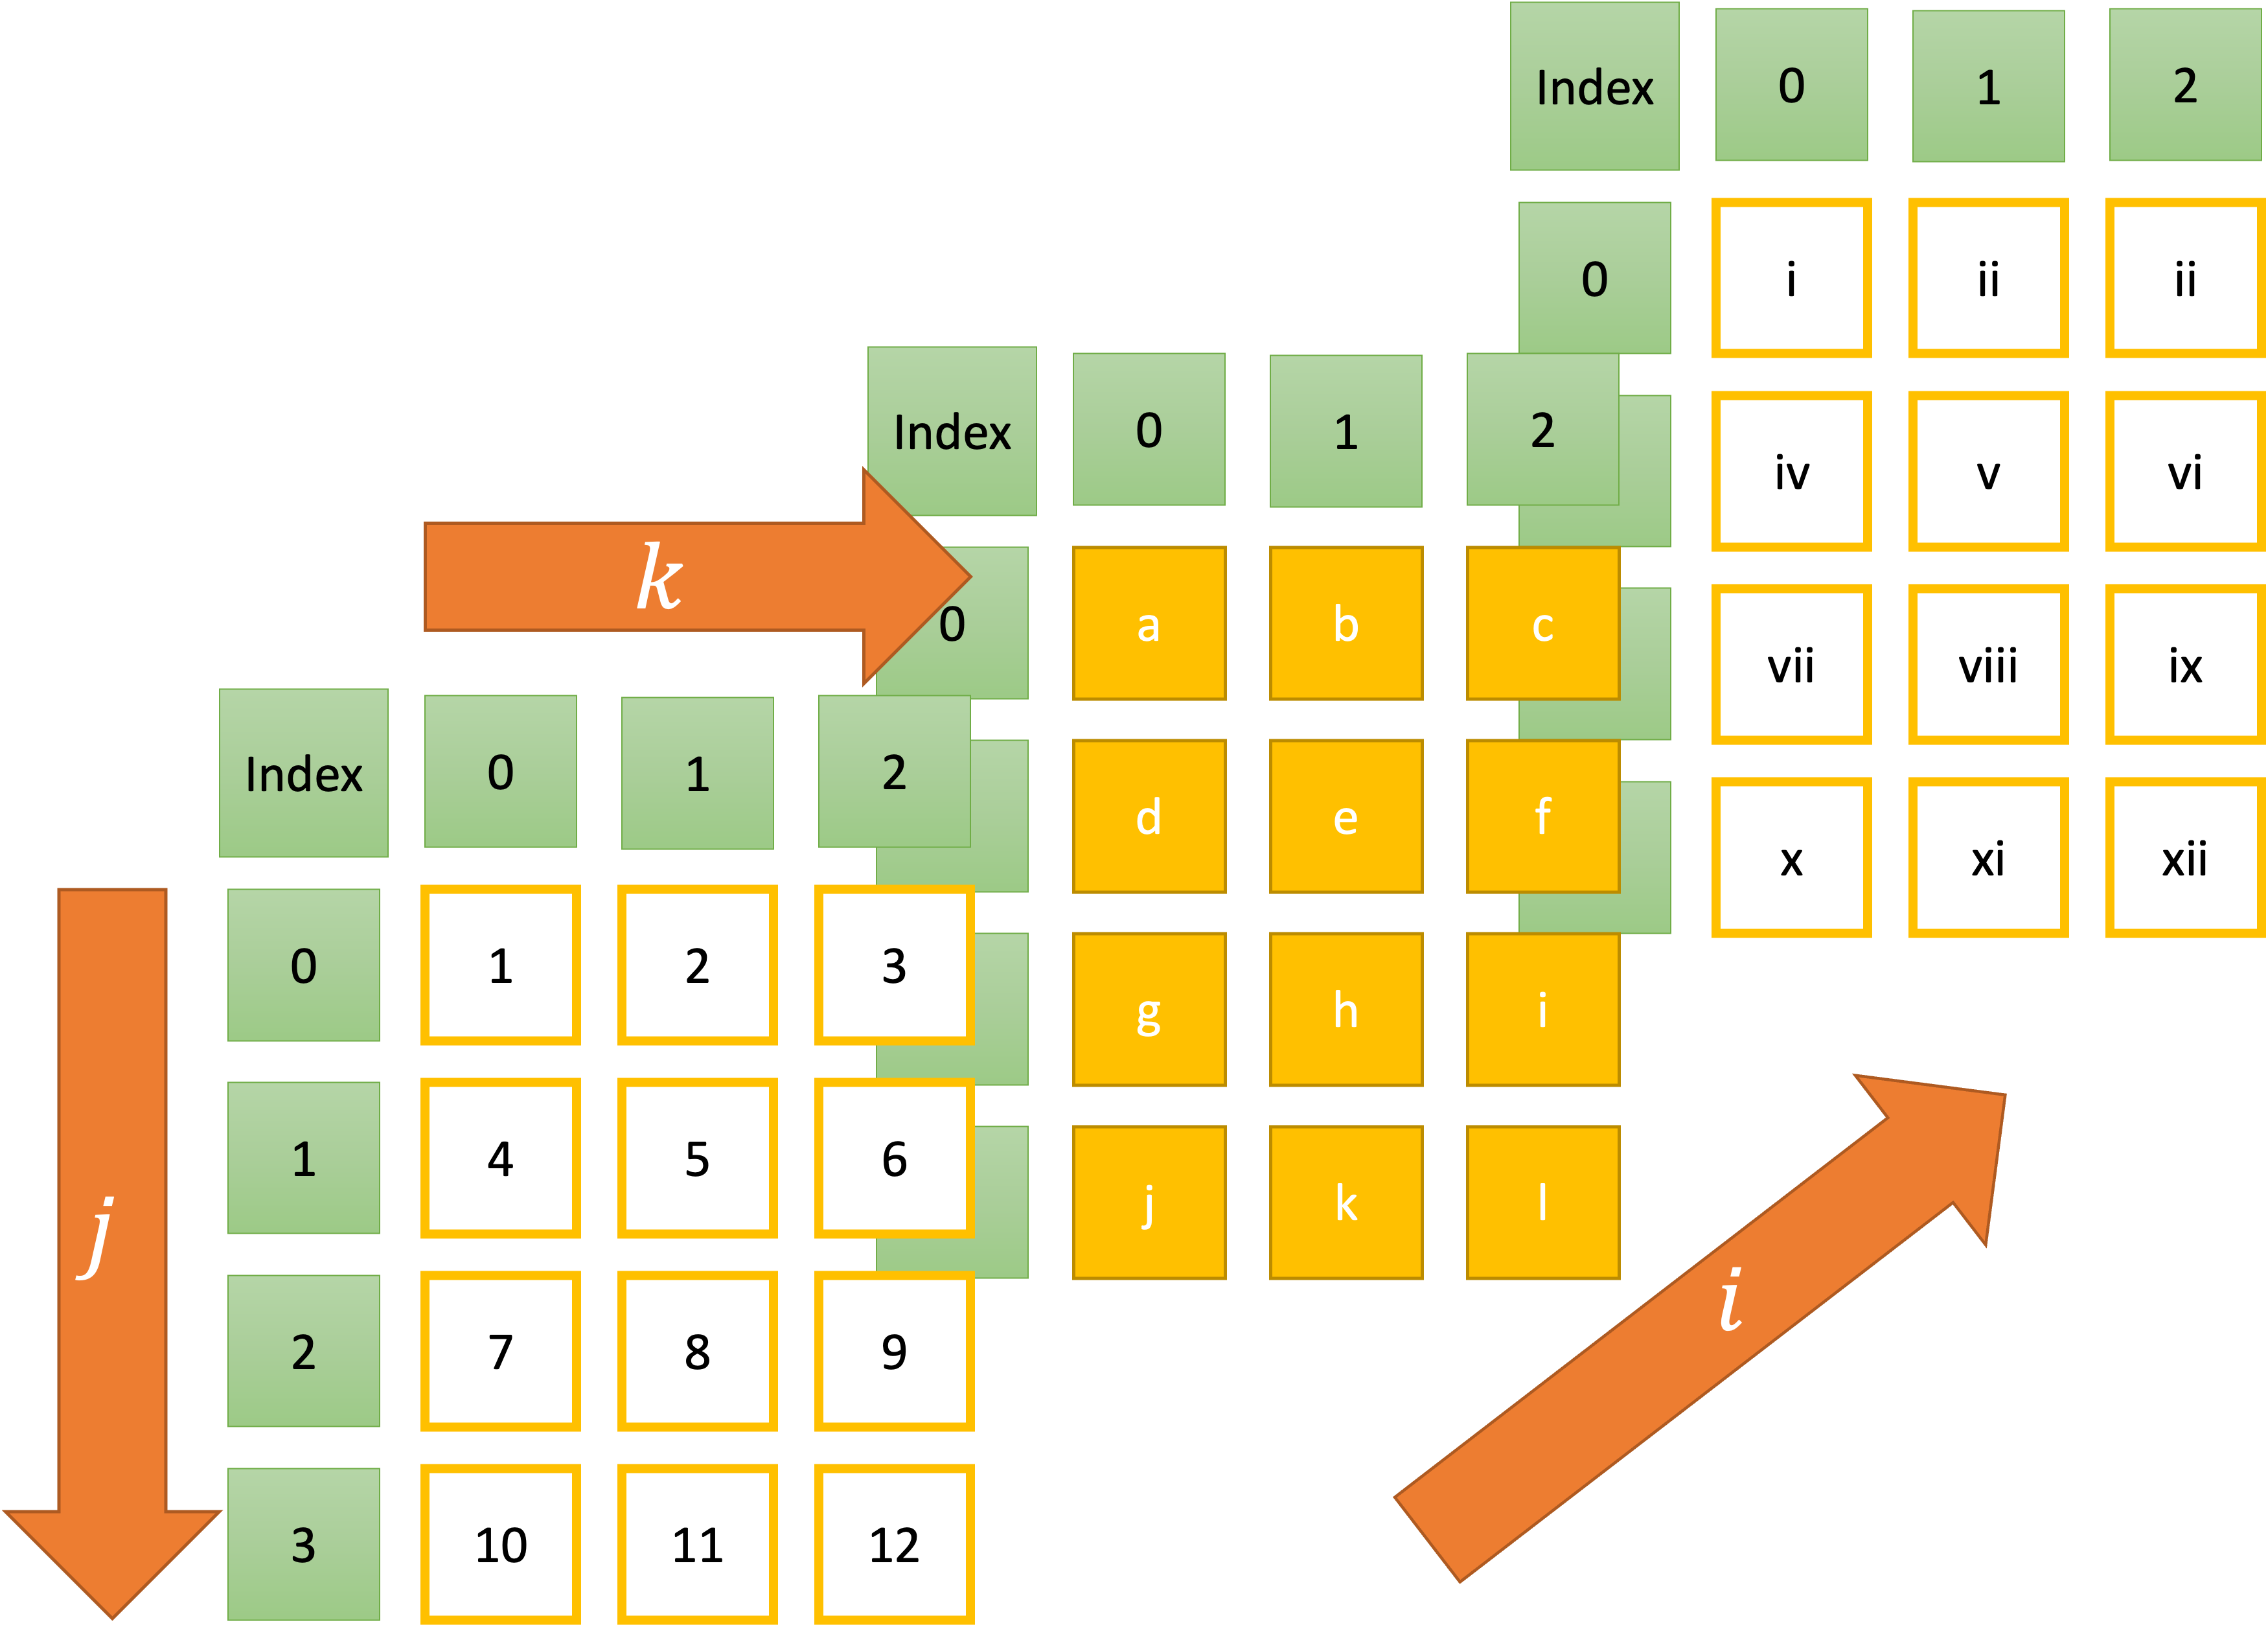 Index 0 1 2
0 i ii ii
iv v vi
vii viii ix
x xi xii
Index 0 1 2
0 a b c
d e f
g h i
j k l
k
Index 0 1 2
0 1 2 3
1 4 5 6
2 7 8 9
3 10 11 12
j
i